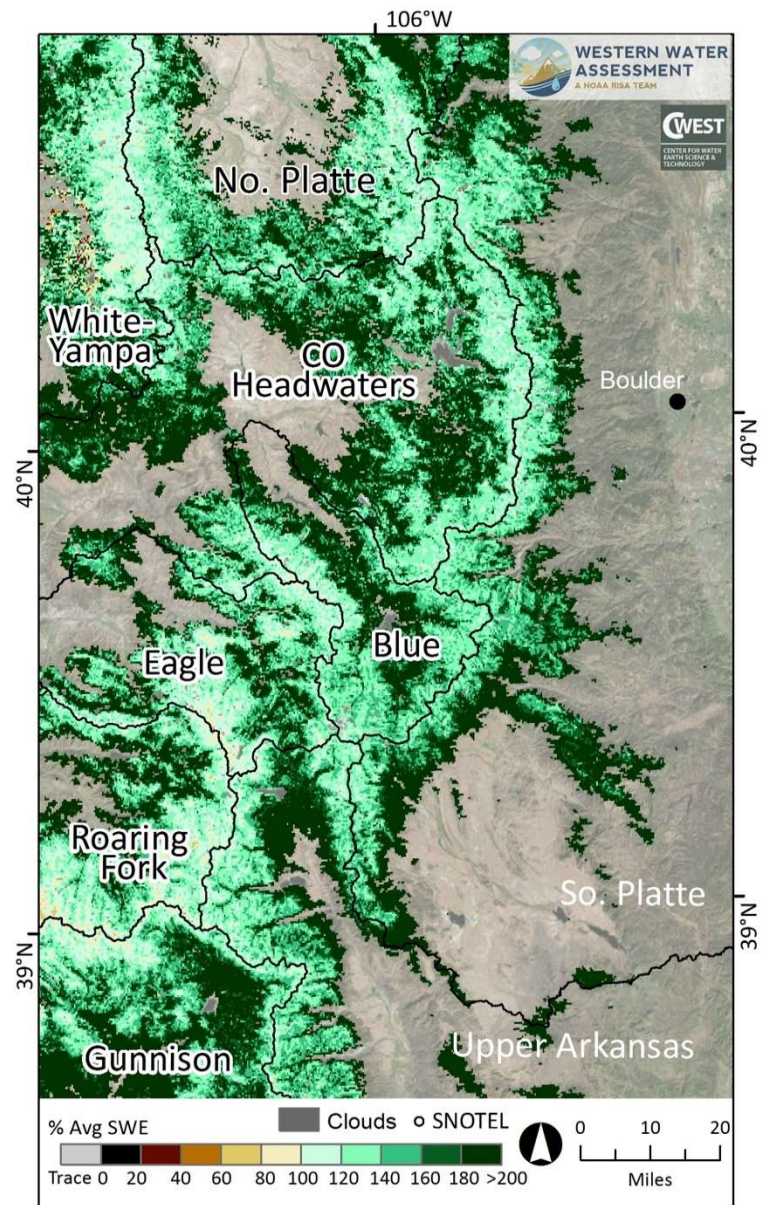 106°W
WESTERN WATER
ASSESSMENT
A NOAA RISA TEAM
CWEST
CENTER FOR WATER
EARTH SCIENCE &
TECHNOLOGY
No. Platte
White-
Yampa
CO
Headwaters
Boulder
40°N
40°N
Blue
Eagle
Roaring
Fork
So. Platte
39°N
39°N
Gunnison
Upper Arkansas
% Avg SWE
Clouds
SNOTEL
0 10 20
Miles
Trace 0 20 40 60 80 100 120 140 160 180 >200